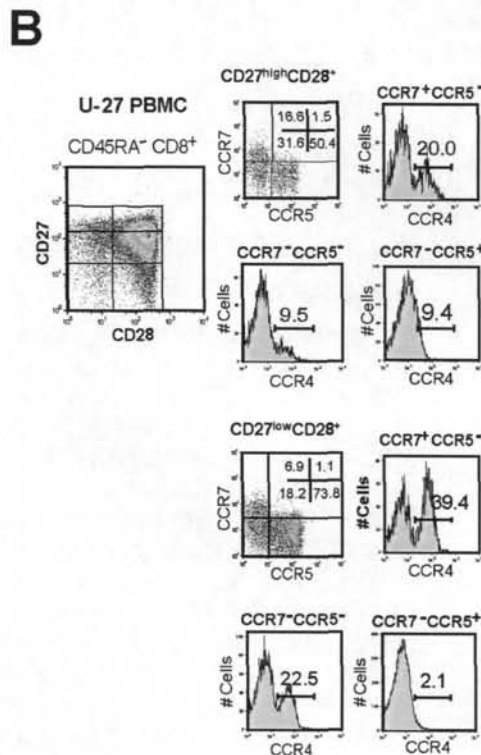 B
U-27 PBMC
CD45RA⁻ CD8⁺
CD27
CD28
CD27ʰⁱᵍʰCD28⁺
16.6 1.5
31.6 50.4
CCR7
CCR5
CCR7⁺CCR5⁻
20.0
#Cells
CCR4
CCR7⁻CCR5⁻
9.5
#Cells
CCR4
CCR7⁻CCR5⁺
9.4
#Cells
CCR4
CD27ˡᵒʷCD28⁺
6.9 1.1
18.2 73.8
CCR7
CCR5
CCR7⁺CCR5⁻
39.4
#Cells
CCR4
CCR7⁻CCR5⁻
22.5
#Cells
CCR4
CCR7⁻CCR5⁺
2.1
#Cells
CCR4